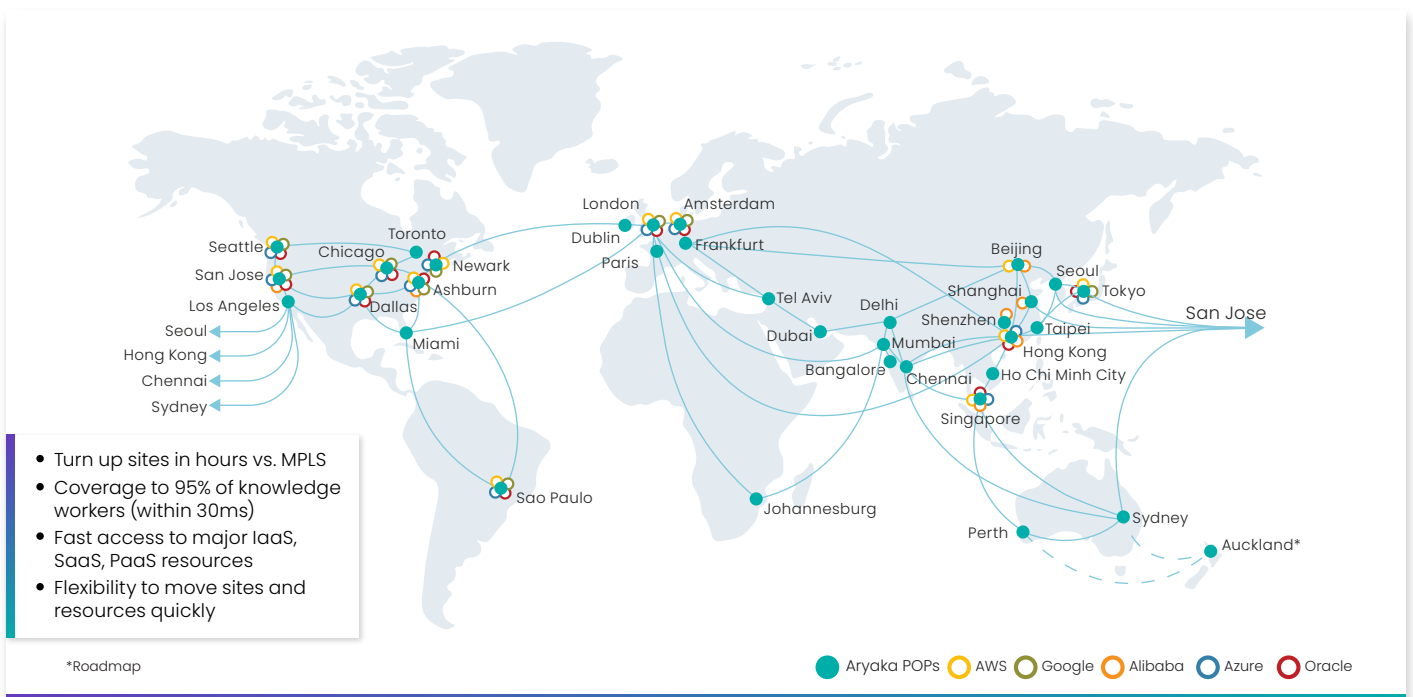 London
Amsterdam
Toronto
Dublin
Seattle
Chicago
Frankfurt
Beijing
Paris
Newark
San Jose
Seoul
Ashburn
Shanghai
Tokyo
Los Angeles
Dallas
Tel Aviv
Delhi
San Jose
Shenzhen
Taipei
Seoul
Dubai
Mumbai
Miami
Hong Kong
Hong Kong
Bangalore
Chennai
Ho Chi Minh City
Chennai
Sydney
Singapore
• Turn up sites in hours vs. MPLS
• Coverage to 95% of knowledge
workers (within 30ms)
• Fast access to major IaaS,
SaaS, PaaS resources
• Flexibility to move sites and
resources quickly
Sao Paulo
Johannesburg
Sydney
Perth
Auckland*
*Roadmap
Aryaka POPs AWS Google Alibaba Azure Oracle